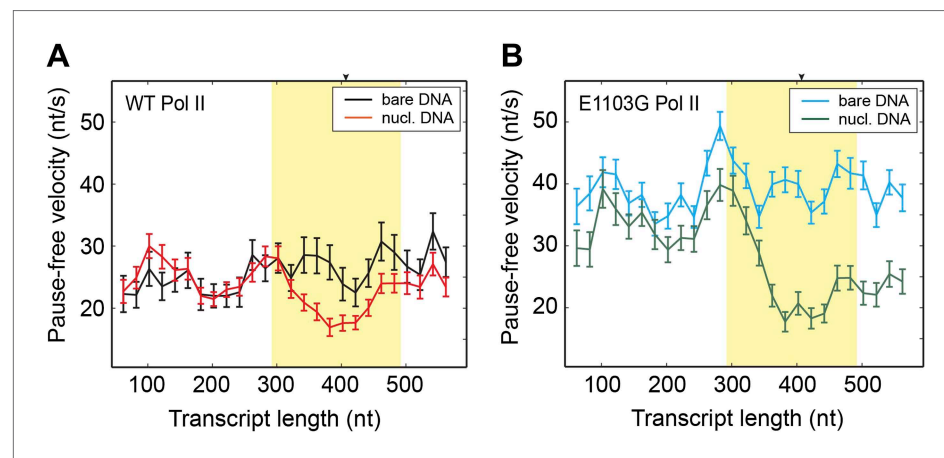 A
WT Pol II
bare DNA
nucl. DNA
Pause-free velocity (nt/s)
50
40
30
20
100
200
300
400
500
Transcript length (nt)
B
E1103G Pol II
bare DNA
nucl. DNA
Pause-free velocity (nt/s)
50
40
30
20
100
200
300
400
500
Transcript length (nt)